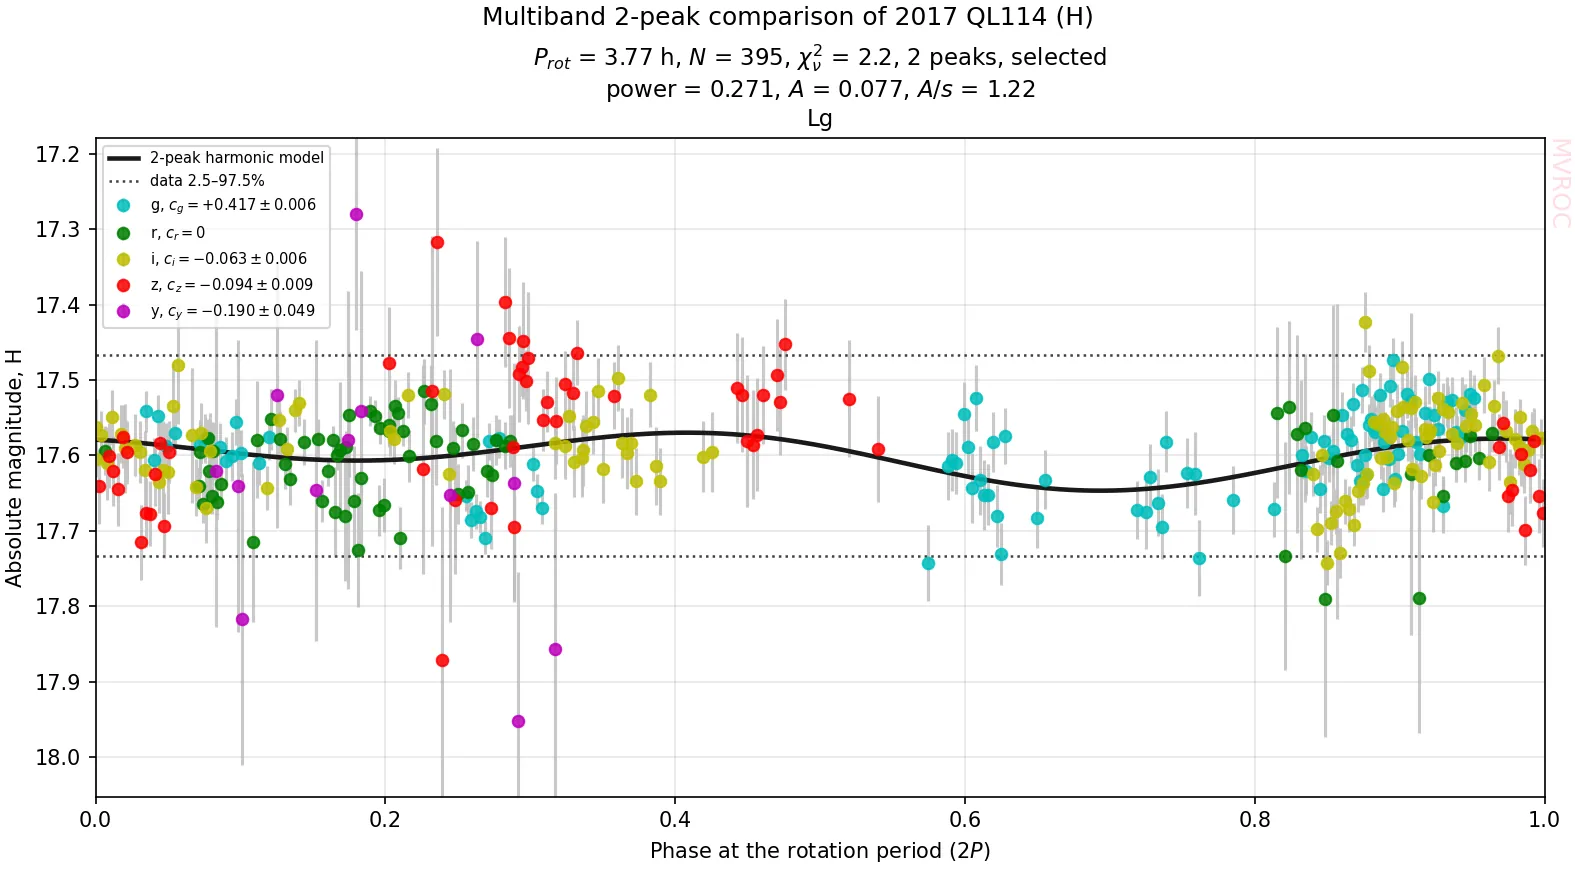 Multiband 2-peak comparison of 2017 QL114 (H)
P_rot = 3.77 h, N = 395, χ²_ν = 2.2, 2 peaks, selected
power = 0.271, A = 0.077, A/s = 1.22
Lg
2-peak harmonic model
data 2.5–97.5%
g, c_g = +0.417 ± 0.006
r, c_r = 0
i, c_i = −0.063 ± 0.006
z, c_z = −0.094 ± 0.009
y, c_y = −0.190 ± 0.049
MVROC
Absolute magnitude, H
17.2
17.3
17.4
17.5
17.6
17.7
17.8
17.9
18.0
0.0 0.2 0.4 0.6 0.8 1.0
Phase at the rotation period (2P)